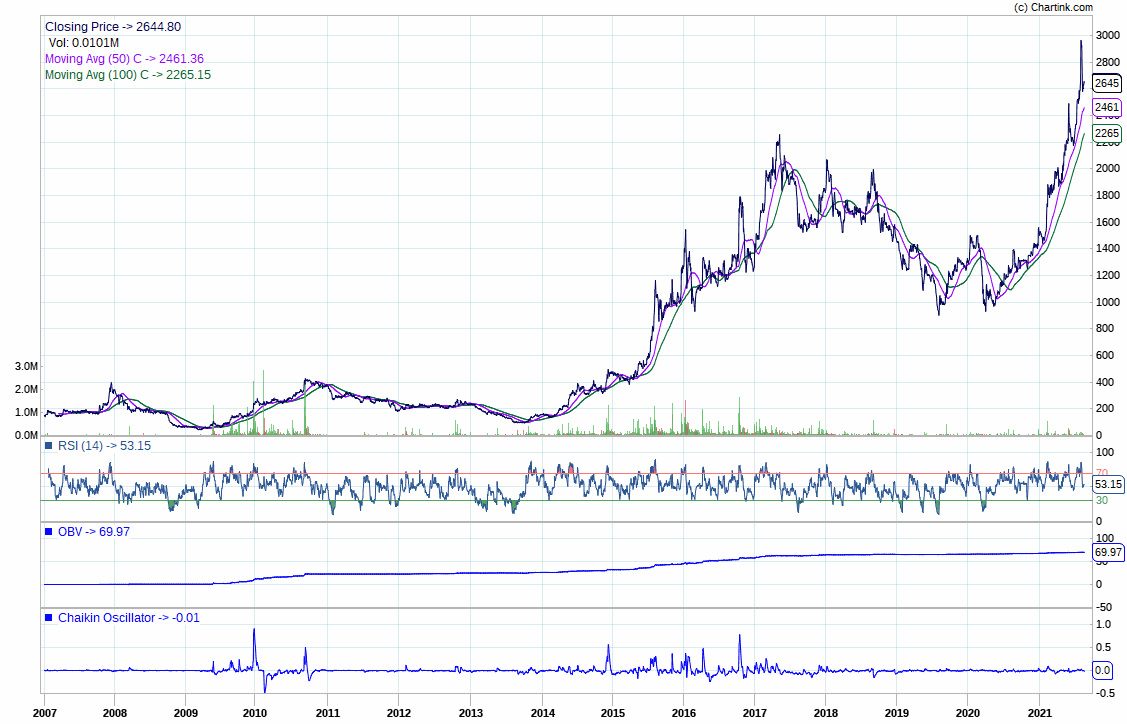 (c) Chartink.com
Closing Price -> 2644.80
Vol: 0.0101M
Moving Avg (50) C -> 2461.36
Moving Avg (100) C -> 2265.15
3000
2800
2645
2461
2400
2265
2200
2000
1800
1600
1400
1200
1000
800
600
400
200
0
3.0M
2.0M
1.0M
0.0M
RSI (14) -> 53.15
100
70
53.15
30
0
OBV -> 69.97
100
69.97
50
0
-50
Chaikin Oscillator -> -0.01
1.0
0.5
0.0
-0.5
2007 2008 2009 2010 2011 2012 2013 2014 2015 2016 2017 2018 2019 2020 2021